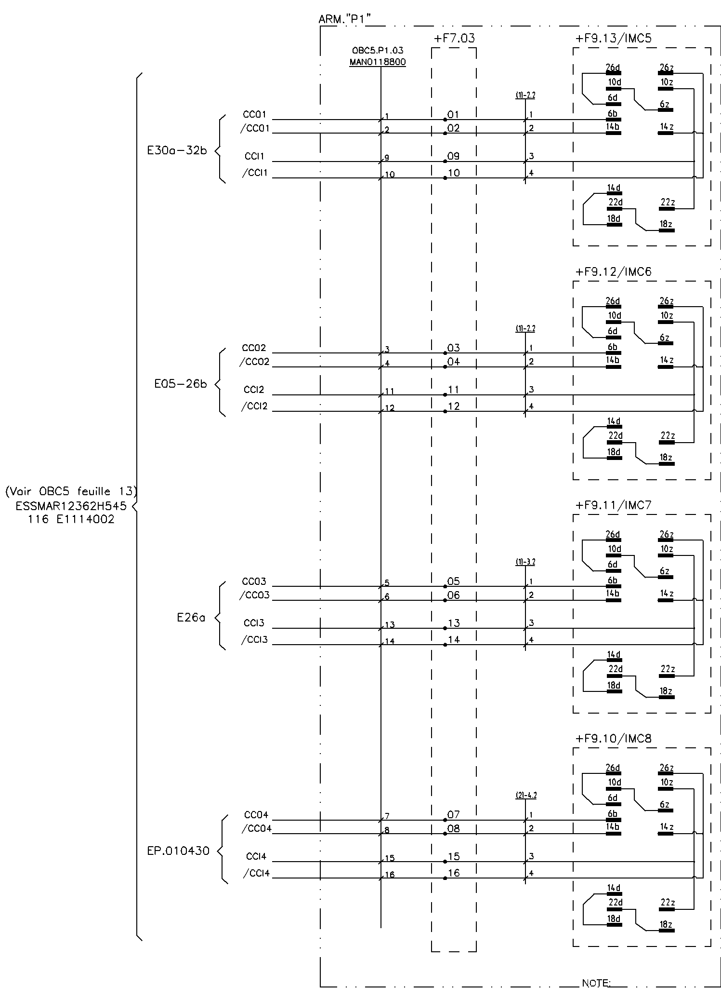 ARM."P1"
+F7.03
+F9.13/IMC5
OBC5.P1.03
MAN0118800
26d 26z
10d 10z
6d 6z
(1)-2.2
CCO1 1 01 1 6b
/CCO1 2 02 2 14b 14z
E30a-32b
CCI1 9 09 3
/CCI1 10 10 4
14d
22d 22z
18d 18z
+F9.12/IMC6
26d 26z
10d 10z
6d 6z
(1)-2.2
CCO2 3 03 1 6b
/CCO2 4 04 2 14b 14z
E05-26b
CCI2 11 11 3
/CCI2 12 12 4
14d
22d 22z
18d 18z
(Voir OBC5 feuille 13)
ESSMAR12362H545
116 E1114002
+F9.11/IMC7
26d 26z
10d 10z
6d 6z
(1)-3.2
CCO3 5 05 1 6b
/CCO3 6 06 2 14b 14z
E26a
CCI3 13 13 3
/CCI3 14 14 4
14d
22d 22z
18d 18z
+F9.10/IMC8
26d 26z
10d 10z
6d 6z
(2)-4.2
CCO4 7 07 1 6b
/CCO4 8 08 2 14b 14z
EP.010430
CCI4 15 15 3
/CCI4 16 16 4
14d
22d 22z
18d 18z
NOTE: